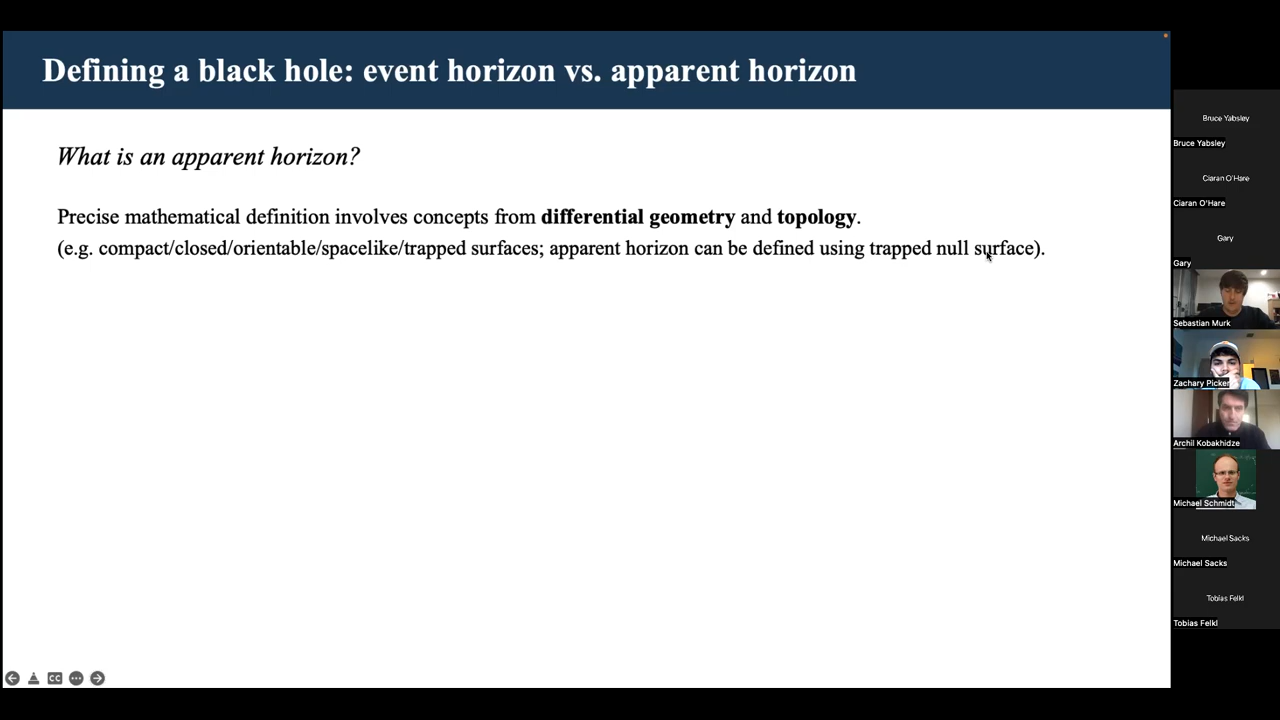 Defining a black hole: event horizon vs. apparent horizon
What is an apparent horizon?
Precise mathematical definition involves concepts from differential geometry and topology.
(e.g. compact/closed/orientable/spacelike/trapped surfaces; apparent horizon can be defined using trapped null surface).
CC
Bruce Yabsley
Bruce Yabsley
Ciaran O'Hare
Ciaran O'Hare
Gary
Gary
Sebastian Murk
Zachary Picker
Archil Kobakhidze
Michael Schmidt
Michael Sacks
Michael Sacks
Tobias Felkl
Tobias Felkl